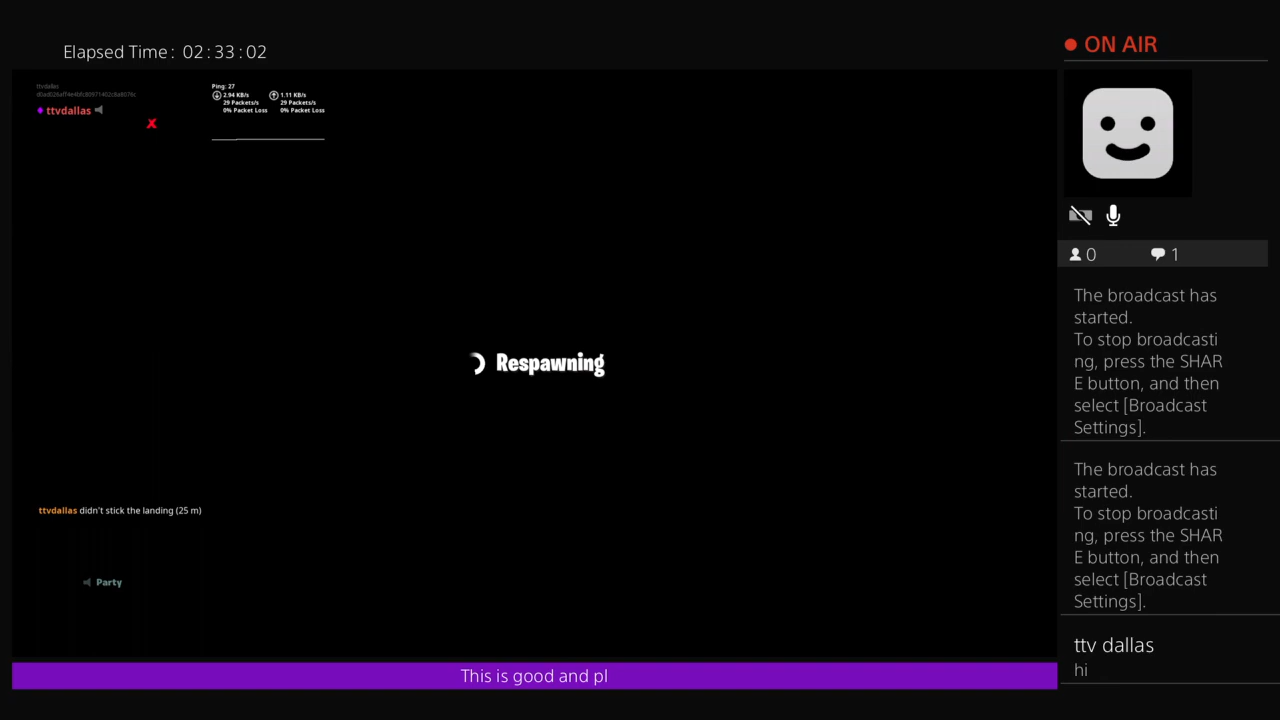 Elapsed Time: 02:33:02
ON AIR
ttvdallas
Ping: 27
2.94 KB/s
1.11 KB/s
29 Packets/s
29 Packets/s
0% Packet Loss
0% Packet Loss
ttvdallas
X
0
1
The broadcast has
started.
To stop broadcasti
ng, press the SHAR
E button, and then
select [Broadcast
Settings].
Respawning
The broadcast has
started.
To stop broadcasti
ng, press the SHAR
E button, and then
select [Broadcast
Settings].
ttvdallas didn't stick the landing (25 m)
Party
ttv dallas
hi
This is good and pl